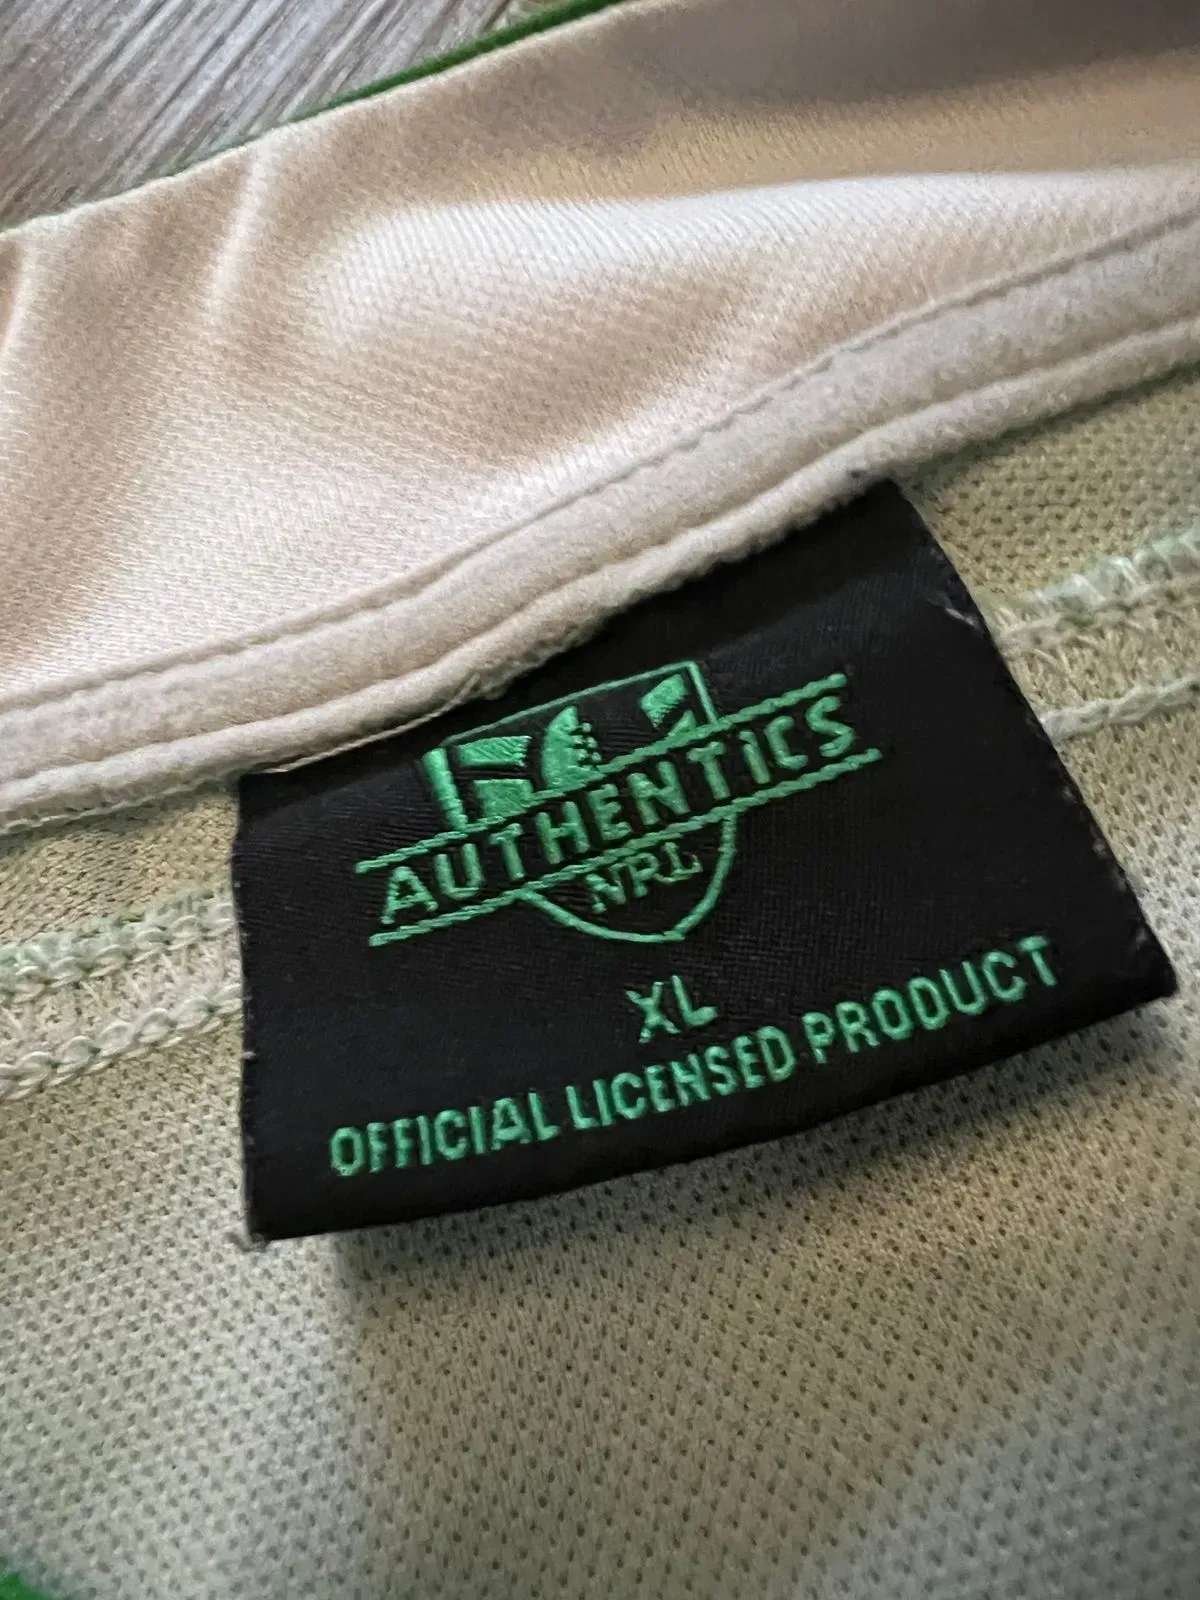 AUTHENTICS
NRL
XL
OFFICIAL LICENSED PRODUCT